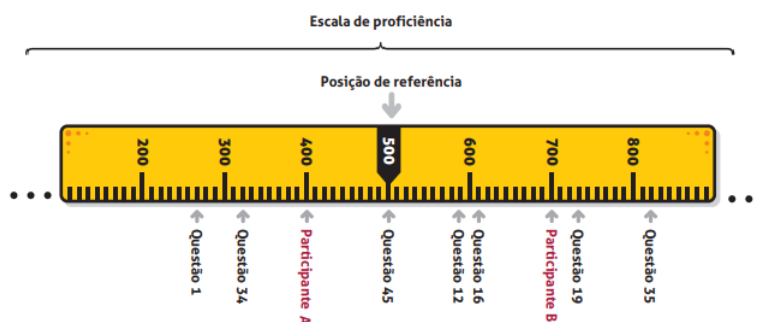 Escala de proficiência
Posição de referência
200
300
400
500
600
700
800
Questão 1
Questão 34
Participante A
Questão 45
Questão 12
Questão 16
Participante B
Questão 19
Questão 35